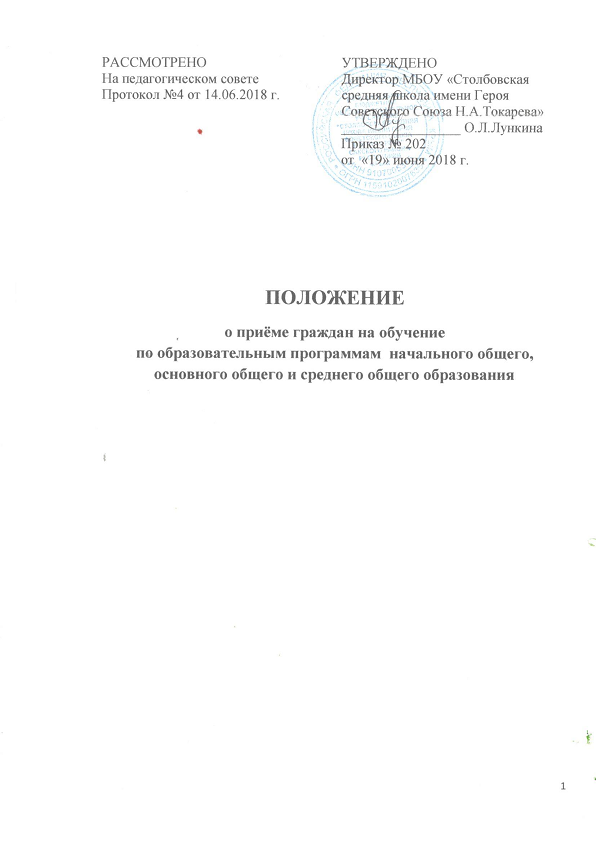 РАССМОТРЕНО
На педагогическом совете
Протокол №4 от 14.06.2018 г.
УТВЕРЖДЕНО
Директор МБОУ «Столбовская
средняя школа имени Героя
Советского Союза Н.А.Токарева»
_________________ О.Л.Лункина
Приказ № 202
от «19» июня 2018 г.
ПОЛОЖЕНИЕ
о приёме граждан на обучение
по образовательным программам начального общего,
основного общего и среднего общего образования
1